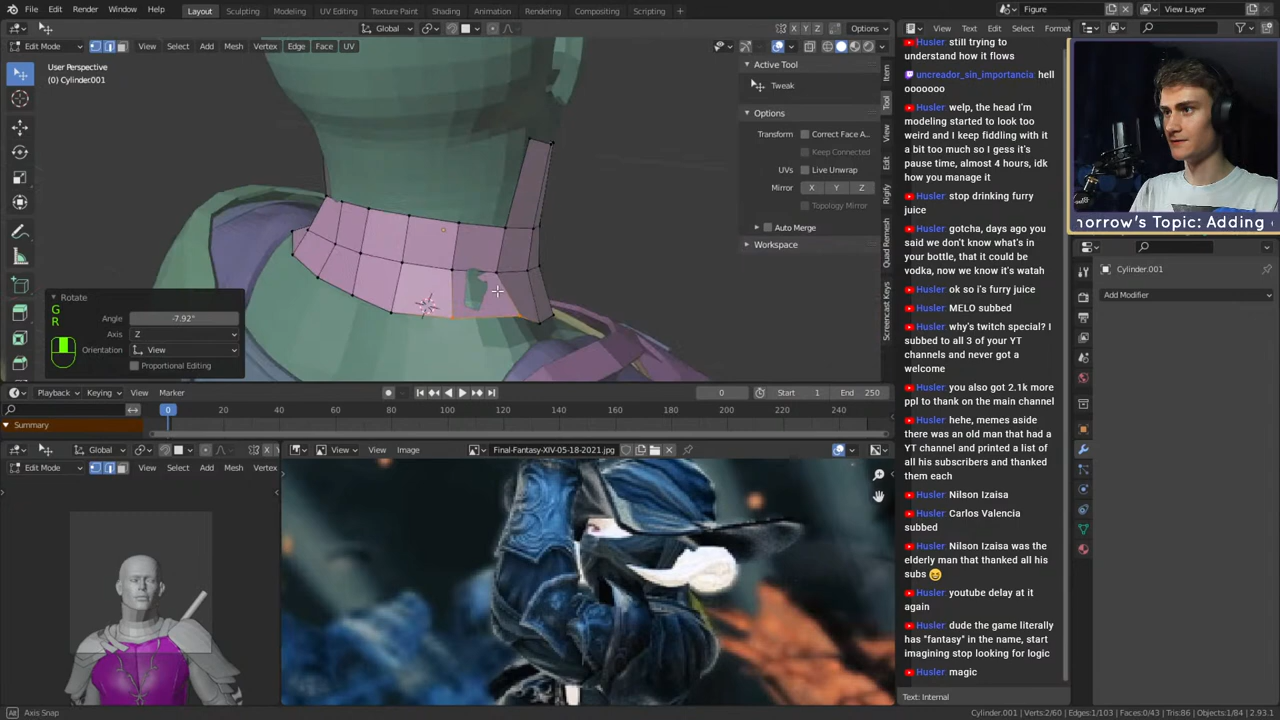 File Edit Render Window Help
Layout Sculpting Modeling UV Editing Texture Paint Shading Animation Rendering Compositing Scripting +
Figure
View Layer
Global
X Y Z Options
View Text Edit Select Format
Edit Mode View Select Add Mesh Vertex Edge Face UV
User Perspective
(0) Cylinder.001
Active Tool
Tweak
Options
Transform Correct Face A...
Keep Connected
UVs Live Unwrap
Mirror X Y Z
Topology Mirror
Auto Merge
Workspace
Item
Tool
View
Edit
Rigify
Quad Remesh
Screencast Keys
Rotate
G
R
Angle -7.92°
Axis Z
Orientation View
Proportional Editing
Playback Keying View Marker
0 Start 1 End 250
0 20 40 60 80 100 120 140 160 180 200 220 240
Summary
Global
Edit Mode View Select Add Mesh Vertex
View View Image Final-Fantasy-XIV-05-18-2021.jpg
Husler still trying to
understand how it flows
uncreador_sin_importancia: hell
ooooooo
Husler welp, the head I'm
modeling started to look too
weird and I keep fiddling with it
a bit too much so I gess it's
pause time, almost 4 hours, idk
how you manage it
Husler stop drinking furry
juice
Husler gotcha, days ago you
said we don't know what's in
your bottle, that it could be
vodka, now we know it's watah
Husler ok so i's furry juice
Husler MELO subbed
Husler why's twitch special? I
subbed to all 3 of your YT
channels and never got a
welcome
Husler you also got 2.1k more
ppl to thank on the main channel
Husler hehe, memes aside
there was an old man that had a
YT channel and printed a list of
all his subscribers and thanked
them each
Husler Nilson Izaisa
Husler Carlos Valencia
subbed
Husler Nilson Izaisa was the
elderly man that thanked all his
subs 😆
Husler youtube delay at it
again
Husler dude the game literally
has "fantasy" in the name, start
imagining stop looking for logic
Husler magic
Text: Internal
morrow's Topic: Adding
Cylinder.001
Add Modifier
Axis Snap
Cylinder.001 | Verts:2/60 | Edges:1/103 | Faces:0/43 | Tris:86 | Objects:1/84 | 2.93.1